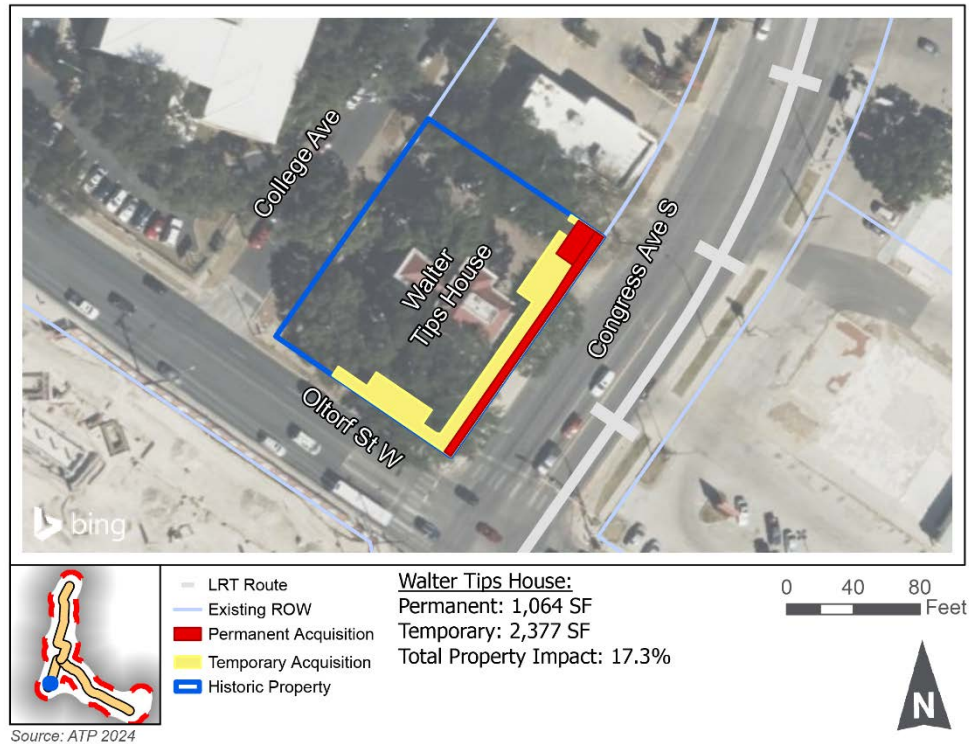 College Ave
Walter
Tips House
Congress Ave S
Oltorf St W
bing
LRT Route
Existing ROW
Permanent Acquisition
Temporary Acquisition
Historic Property
Walter Tips House:
Permanent: 1,064 SF
Temporary: 2,377 SF
Total Property Impact: 17.3%
0 40 80
Feet
N
Source: ATP 2024